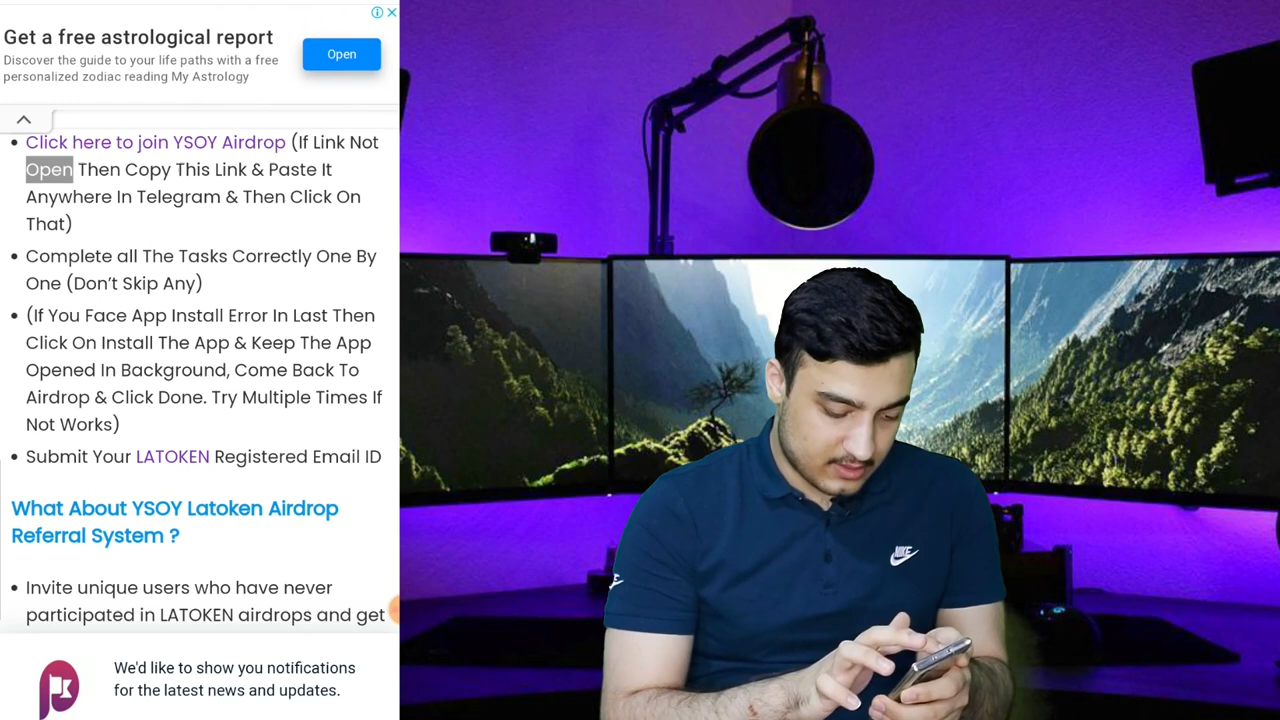 Get a free astrological report
Discover the guide to your life paths with a free
personalized zodiac reading My Astrology
Open
Click here to join YSOY Airdrop (If Link Not
Open Then Copy This Link & Paste It
Anywhere In Telegram & Then Click On
That)
Complete all The Tasks Correctly One By
One (Don’t Skip Any)
(If You Face App Install Error In Last Then
Click On Install The App & Keep The App
Opened In Background, Come Back To
Airdrop & Click Done. Try Multiple Times If
Not Works)
Submit Your LATOKEN Registered Email ID
What About YSOY Latoken Airdrop
Referral System ?
Invite unique users who have never
participated in LATOKEN airdrops and get
We'd like to show you notifications
for the latest news and updates.
NIKE